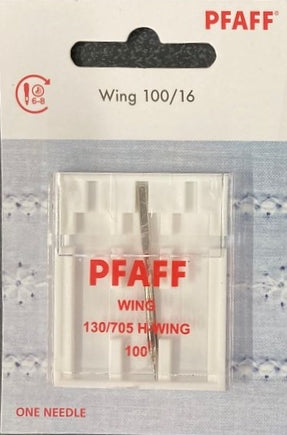 PFAFF®
6-8
Wing 100/16
PFAFF
WING
130/705 H-WING
100
ONE NEEDLE